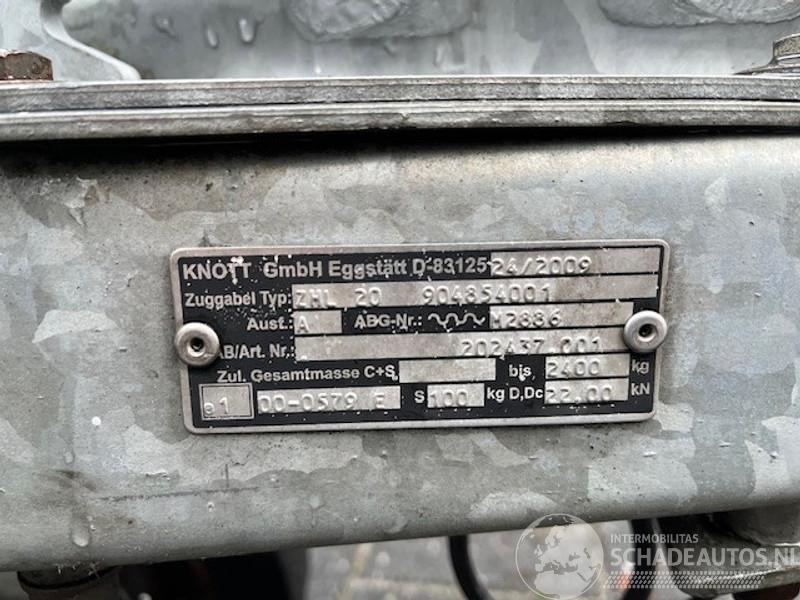 KNOTT GmbH Eggstätt D-83125 24/2009
Zuggabel Typ: ZHL 20 904854001
Ausf.: A ABG-Nr.: M2886
AB/Art. Nr.: 202437.001
Zul. Gesamtmasse C+S bis 2400 kg
e1 00-0579 E S 100 kg D,Dc 22.00 kN
INTERMOBILITAS
SCHADEAUTOS.NL